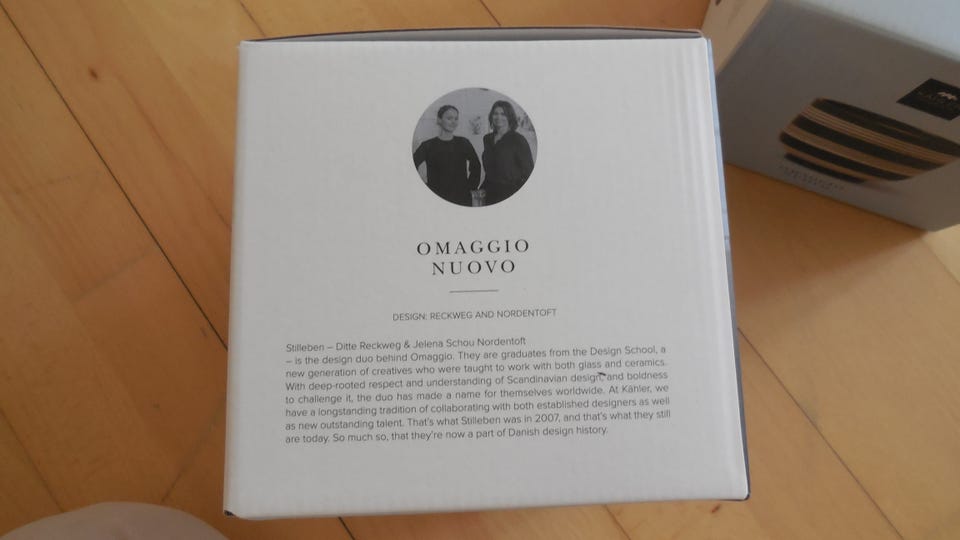 OMAGGIO
NUOVO
DESIGN: RECKWEG AND NORDENTOFT
Stilleben – Ditte Reckweg & Jelena Schou Nordentoft
– is the design duo behind Omaggio. They are graduates from the Design School, a
new generation of creatives who were taught to work with both glass and ceramics.
With deep-rooted respect and understanding of Scandinavian design, and boldness
to challenge it, the duo has made a name for themselves worldwide. At Kähler, we
have a longstanding tradition of collaborating with both established designers as well
as new outstanding talent. That's what Stilleben was in 2007, and that's what they still
are today. So much so, that they're now a part of Danish design history.